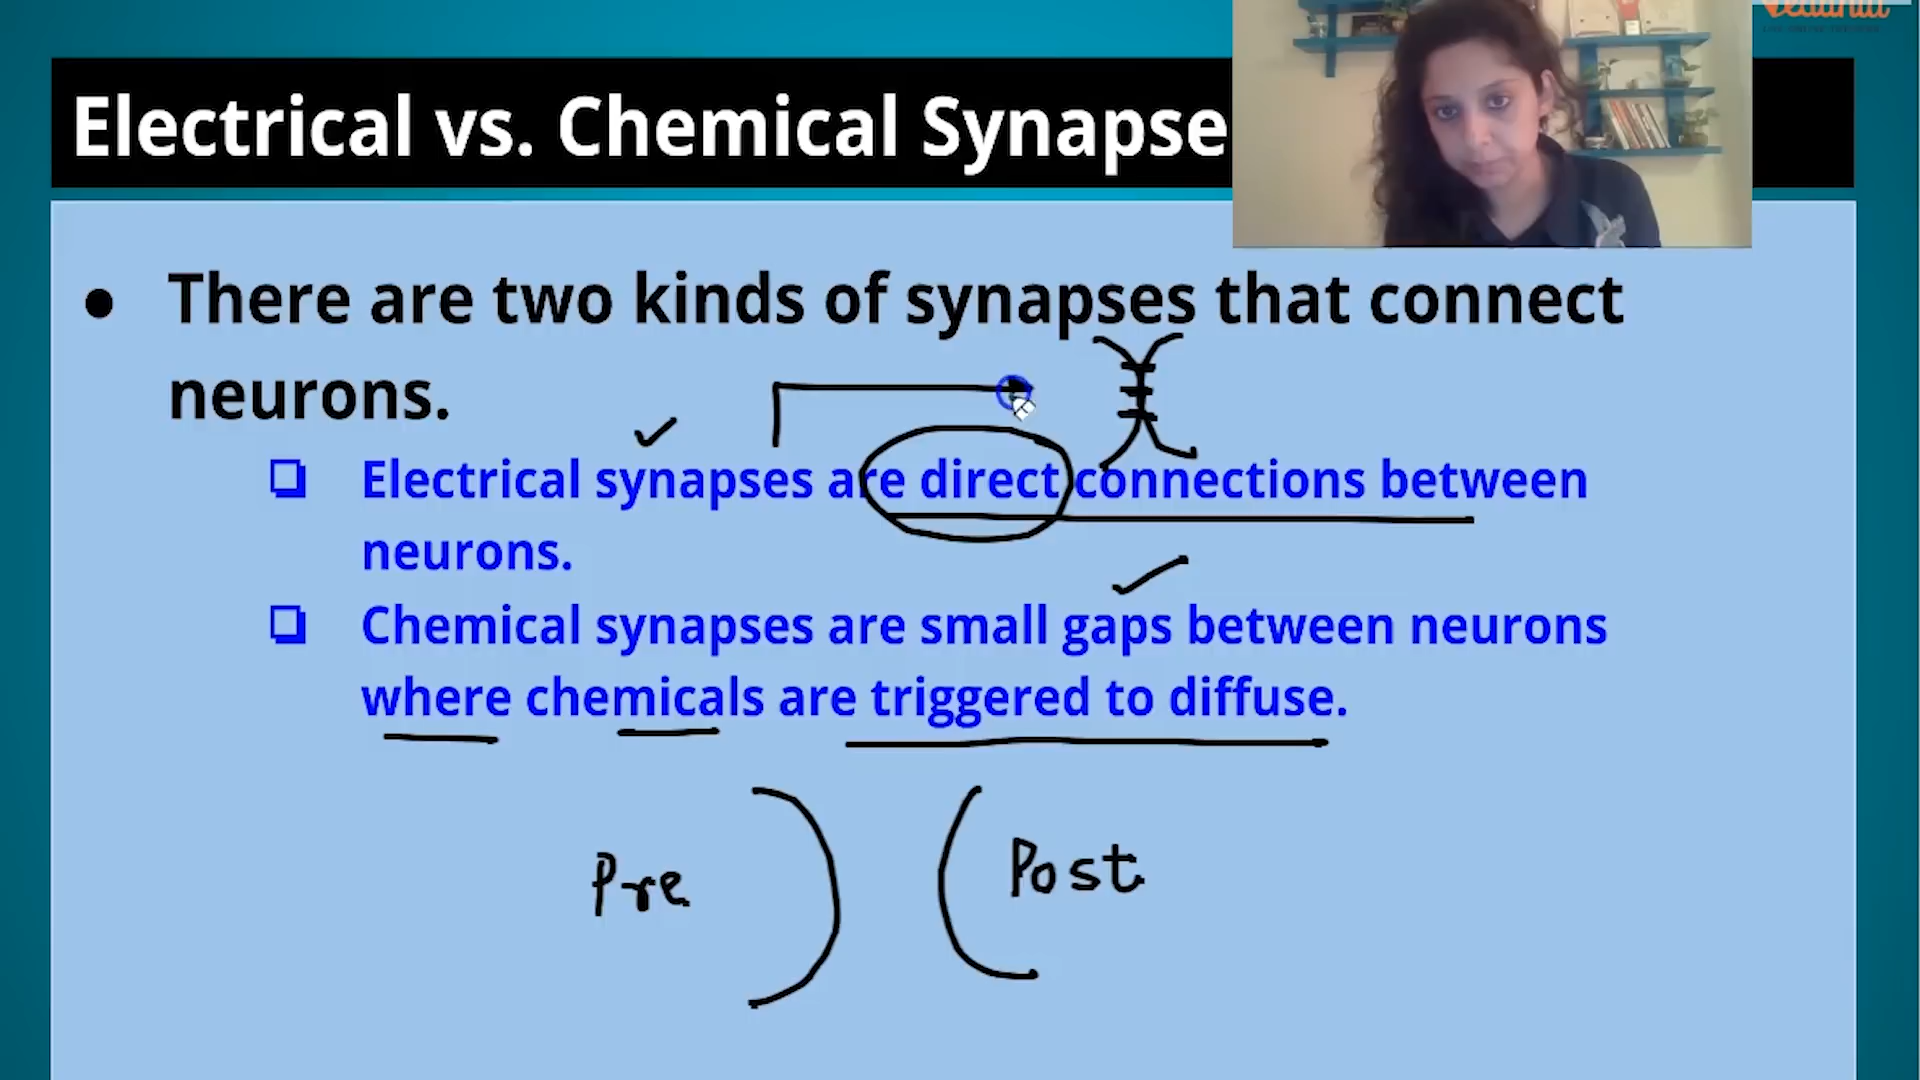 Electrical vs. Chemical Synapse
● There are two kinds of synapses that connect
neurons.
❏ Electrical synapses are direct connections between
neurons.
❏ Chemical synapses are small gaps between neurons
where chemicals are triggered to diffuse.
Pre
Post